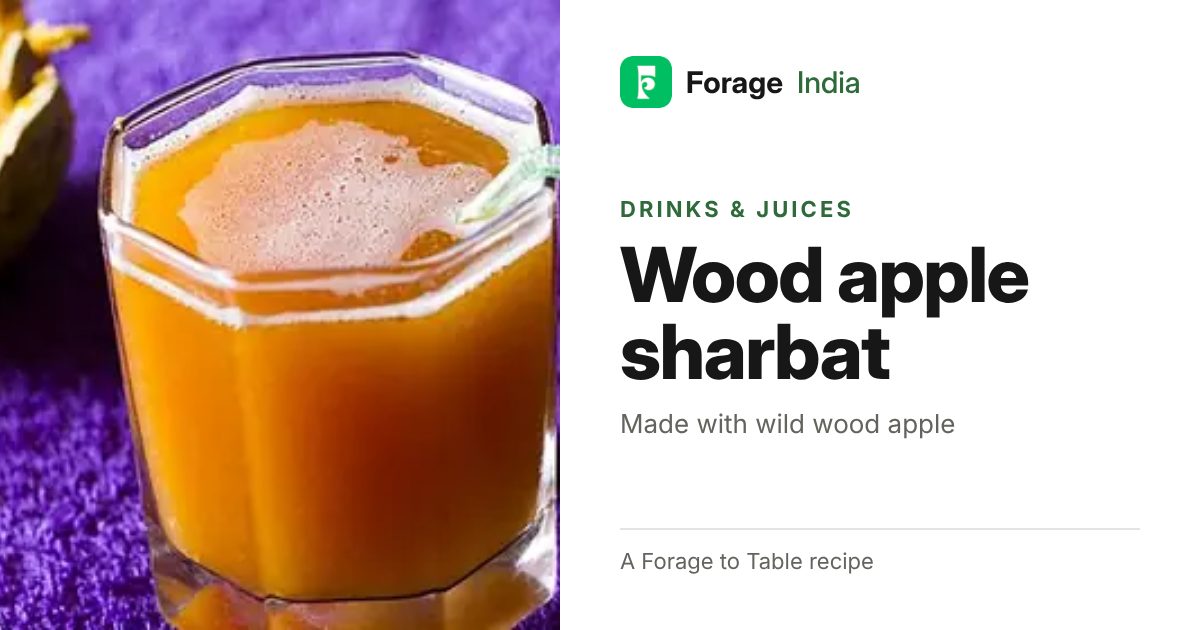 Forage India
DRINKS & JUICES
Wood apple
sharbat
Made with wild wood apple
A Forage to Table recipe